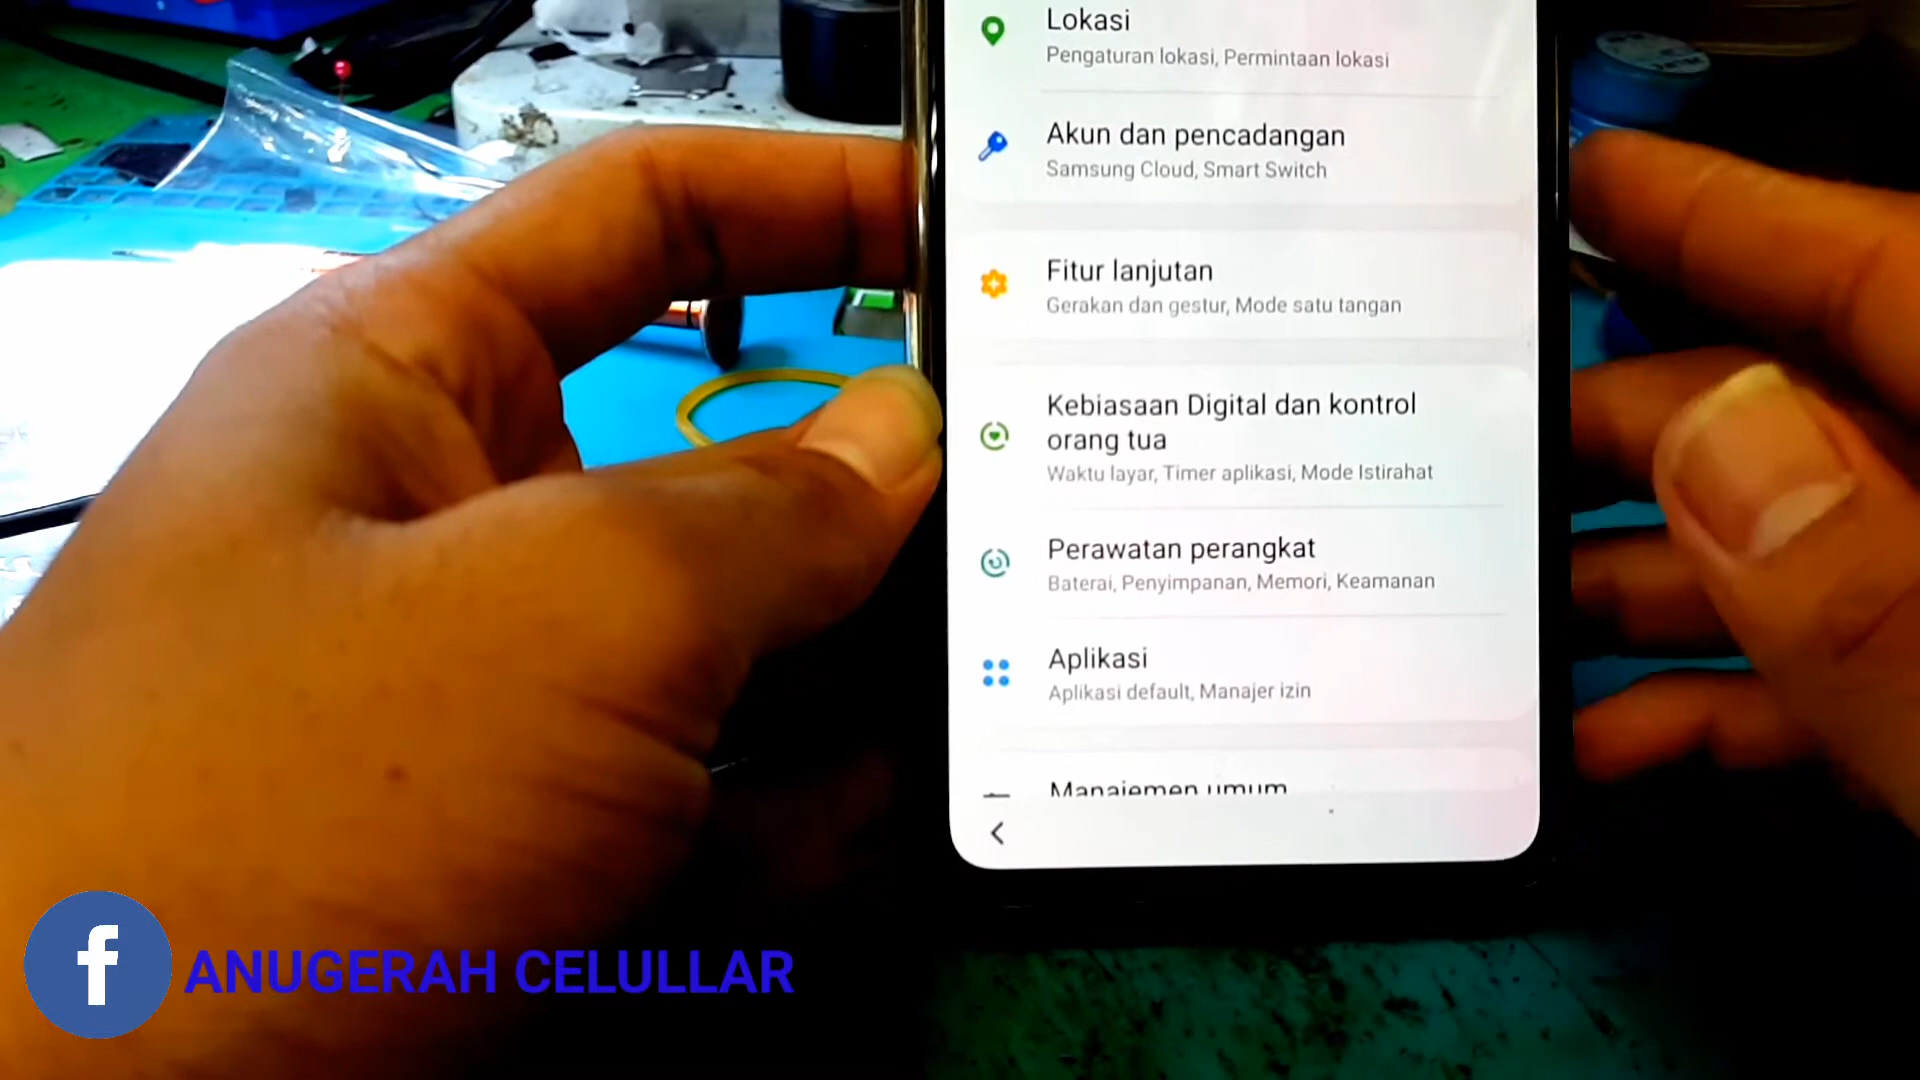 Lokasi
Pengaturan lokasi, Permintaan lokasi
Akun dan pencadangan
Samsung Cloud, Smart Switch
Fitur lanjutan
Gerakan dan gestur, Mode satu tangan
Kebiasaan Digital dan kontrol
orang tua
Waktu layar, Timer aplikasi, Mode Istirahat
Perawatan perangkat
Baterai, Penyimpanan, Memori, Keamanan
Aplikasi
Aplikasi default, Manajer izin
Manajemen umum
f ANUGERAH CELULLAR